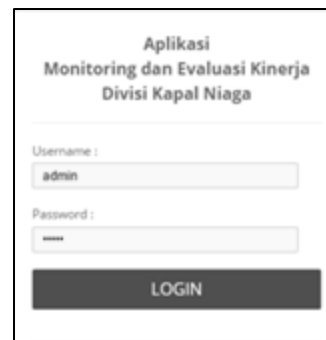 Aplikasi
Monitoring dan Evaluasi Kinerja
Divisi Kapal Niaga
Username :
admin
Password :
•••••
LOGIN